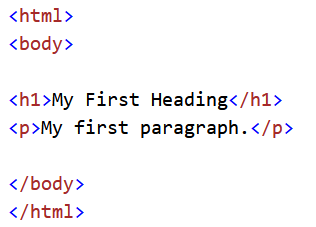 <html>
<body>
<h1>My First Heading</h1>
<p>My first paragraph.</p>
</body>
</html>